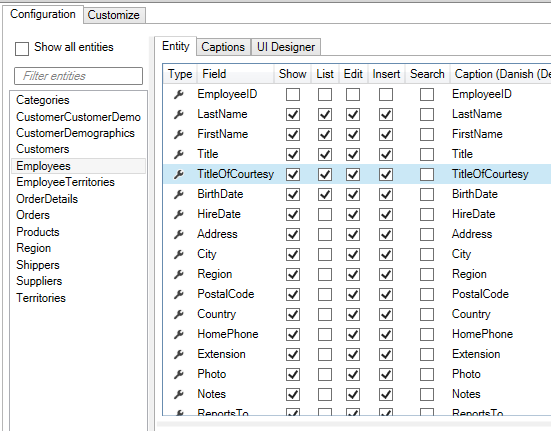 Configuration Customize
Show all entities
Filter entities
Categories
CustomerCustomerDemo
CustomerDemographics
Customers
Employees
EmployeeTerritories
OrderDetails
Orders
Products
Region
Shippers
Suppliers
Territories
Entity Captions UI Designer
Type Field Show List Edit Insert Search Caption (Danish (De
EmployeeID EmployeeID
LastName LastName
FirstName FirstName
Title Title
TitleOfCourtesy TitleOfCourtesy
BirthDate BirthDate
HireDate HireDate
Address Address
City City
Region Region
PostalCode PostalCode
Country Country
HomePhone HomePhone
Extension Extension
Photo Photo
Notes Notes
ReportsTo ReportsTo